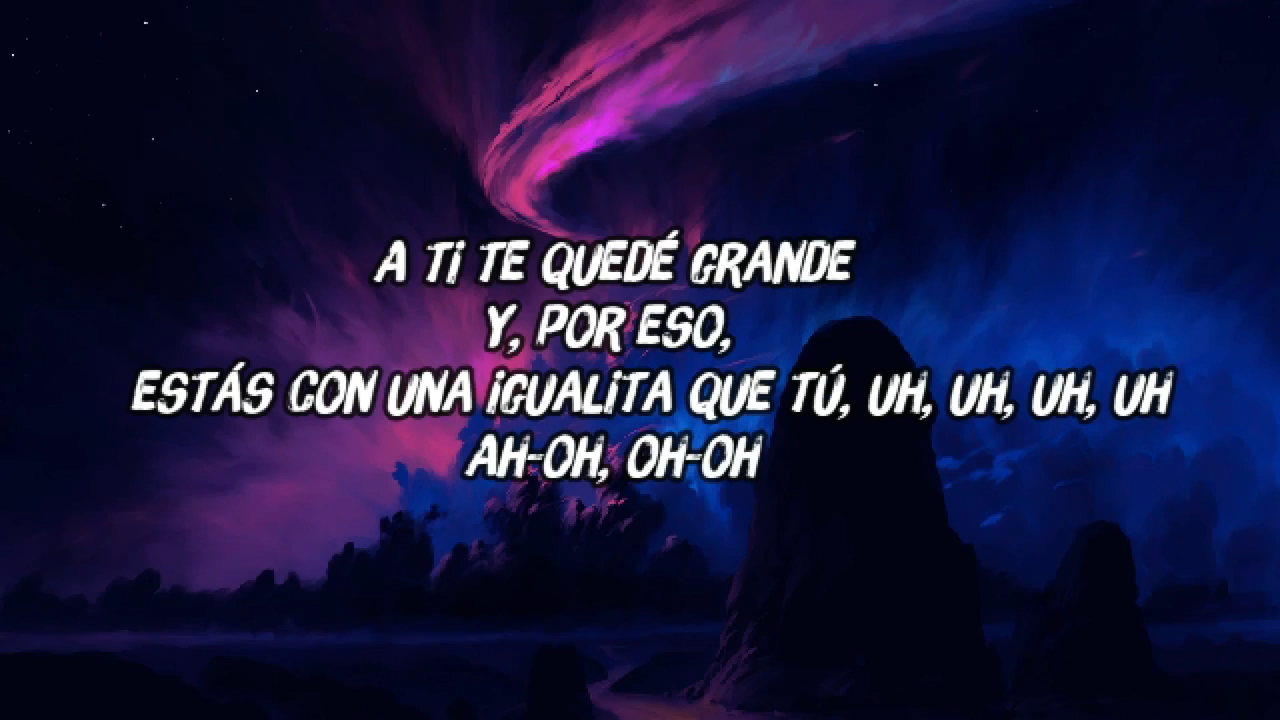 A TI TE QUEDÉ GRANDE
Y, POR ESO,
ESTÁS CON UNA IGUALITA QUE TÚ, UH, UH, UH, UH
AH-OH, OH-OH